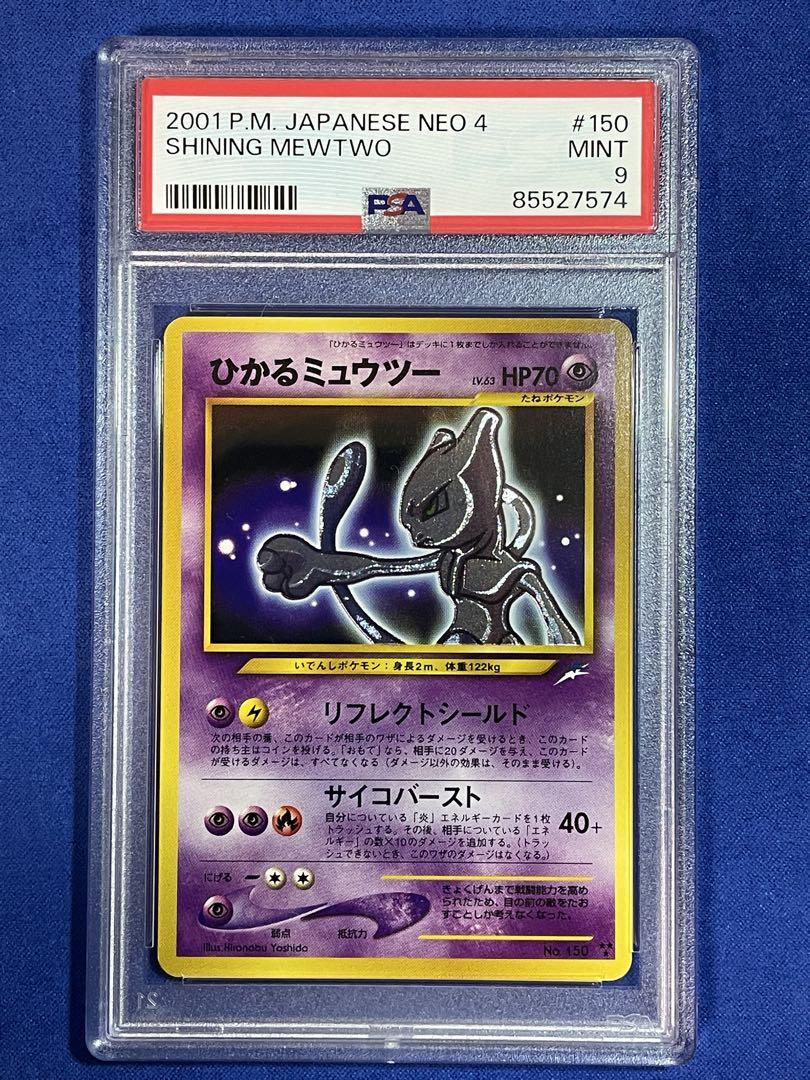 2001 P.M. JAPANESE NEO 4 #150
SHINING MEWTWO MINT
9
PSA 85527574
「ひかるミュウツー」はデッキに1枚までしか入れることができません。
ひかるミュウツー LV.63 HP70
たねポケモン
いでんしポケモン：身長2m、体重122kg
リフレクトシールド
次の相手の番、このカードが相手のワザによるダメージを受けるとき、このカード
の持ち主はコインを投げる。「おもて」なら、相手に20ダメージを与え、このカード
が受けるダメージは、すべてなくなる（ダメージ以外の効果は、そのまま受ける）。
サイコバースト
自分についている「炎」エネルギーカードを1枚
トラッシュする。その後、相手についている「エネ
ルギー」の数×10のダメージを追加する。（トラッ
シュできないとき、このワザのダメージはなくなる。）
40+
にげる
きょくげんまで戦闘能力を高め
られたため、目の前の敵をたお
すことしか考えなくなった。
弱点 抵抗力
Illus. Hironobu Yoshida
No. 150